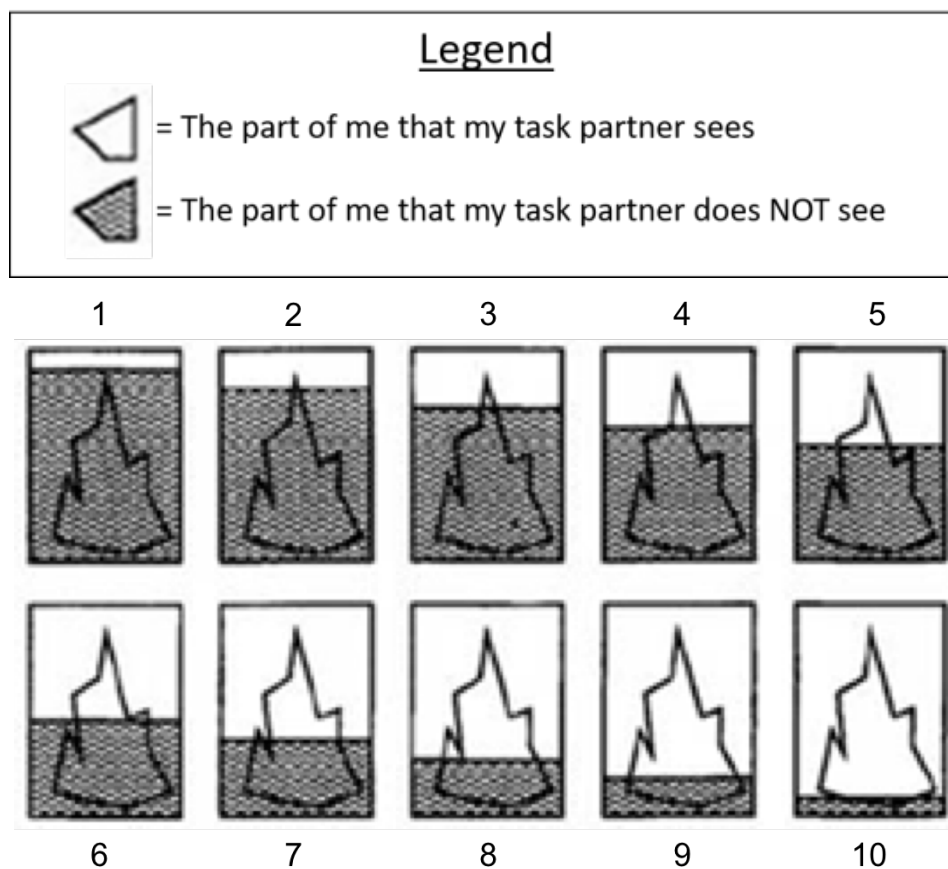 Legend
= The part of me that my task partner sees
= The part of me that my task partner does NOT see
1 2 3 4 5
6 7 8 9 10